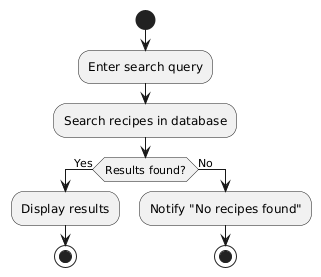 Enter search query
Search recipes in database
Yes
Results found?
No
Display results
Notify "No recipes found"